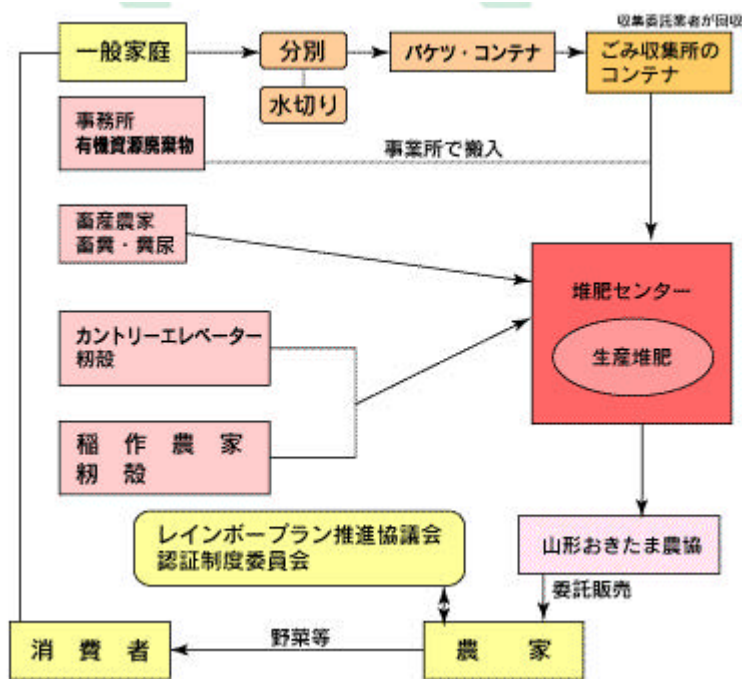 収集委託業者が回収
一般家庭
分別
バケツ・コンテナ
ごみ収集所の
コンテナ
水切り
事務所
有機資源廃棄物
事業所で搬入
畜産農家
畜糞・糞尿
堆肥センター
生産堆肥
カントリーエレベーター
籾殻
稲作農家
籾殻
レインボープラン推進協議会
認証制度委員会
山形おきたま農協
委託販売
野菜等
消費者
農家